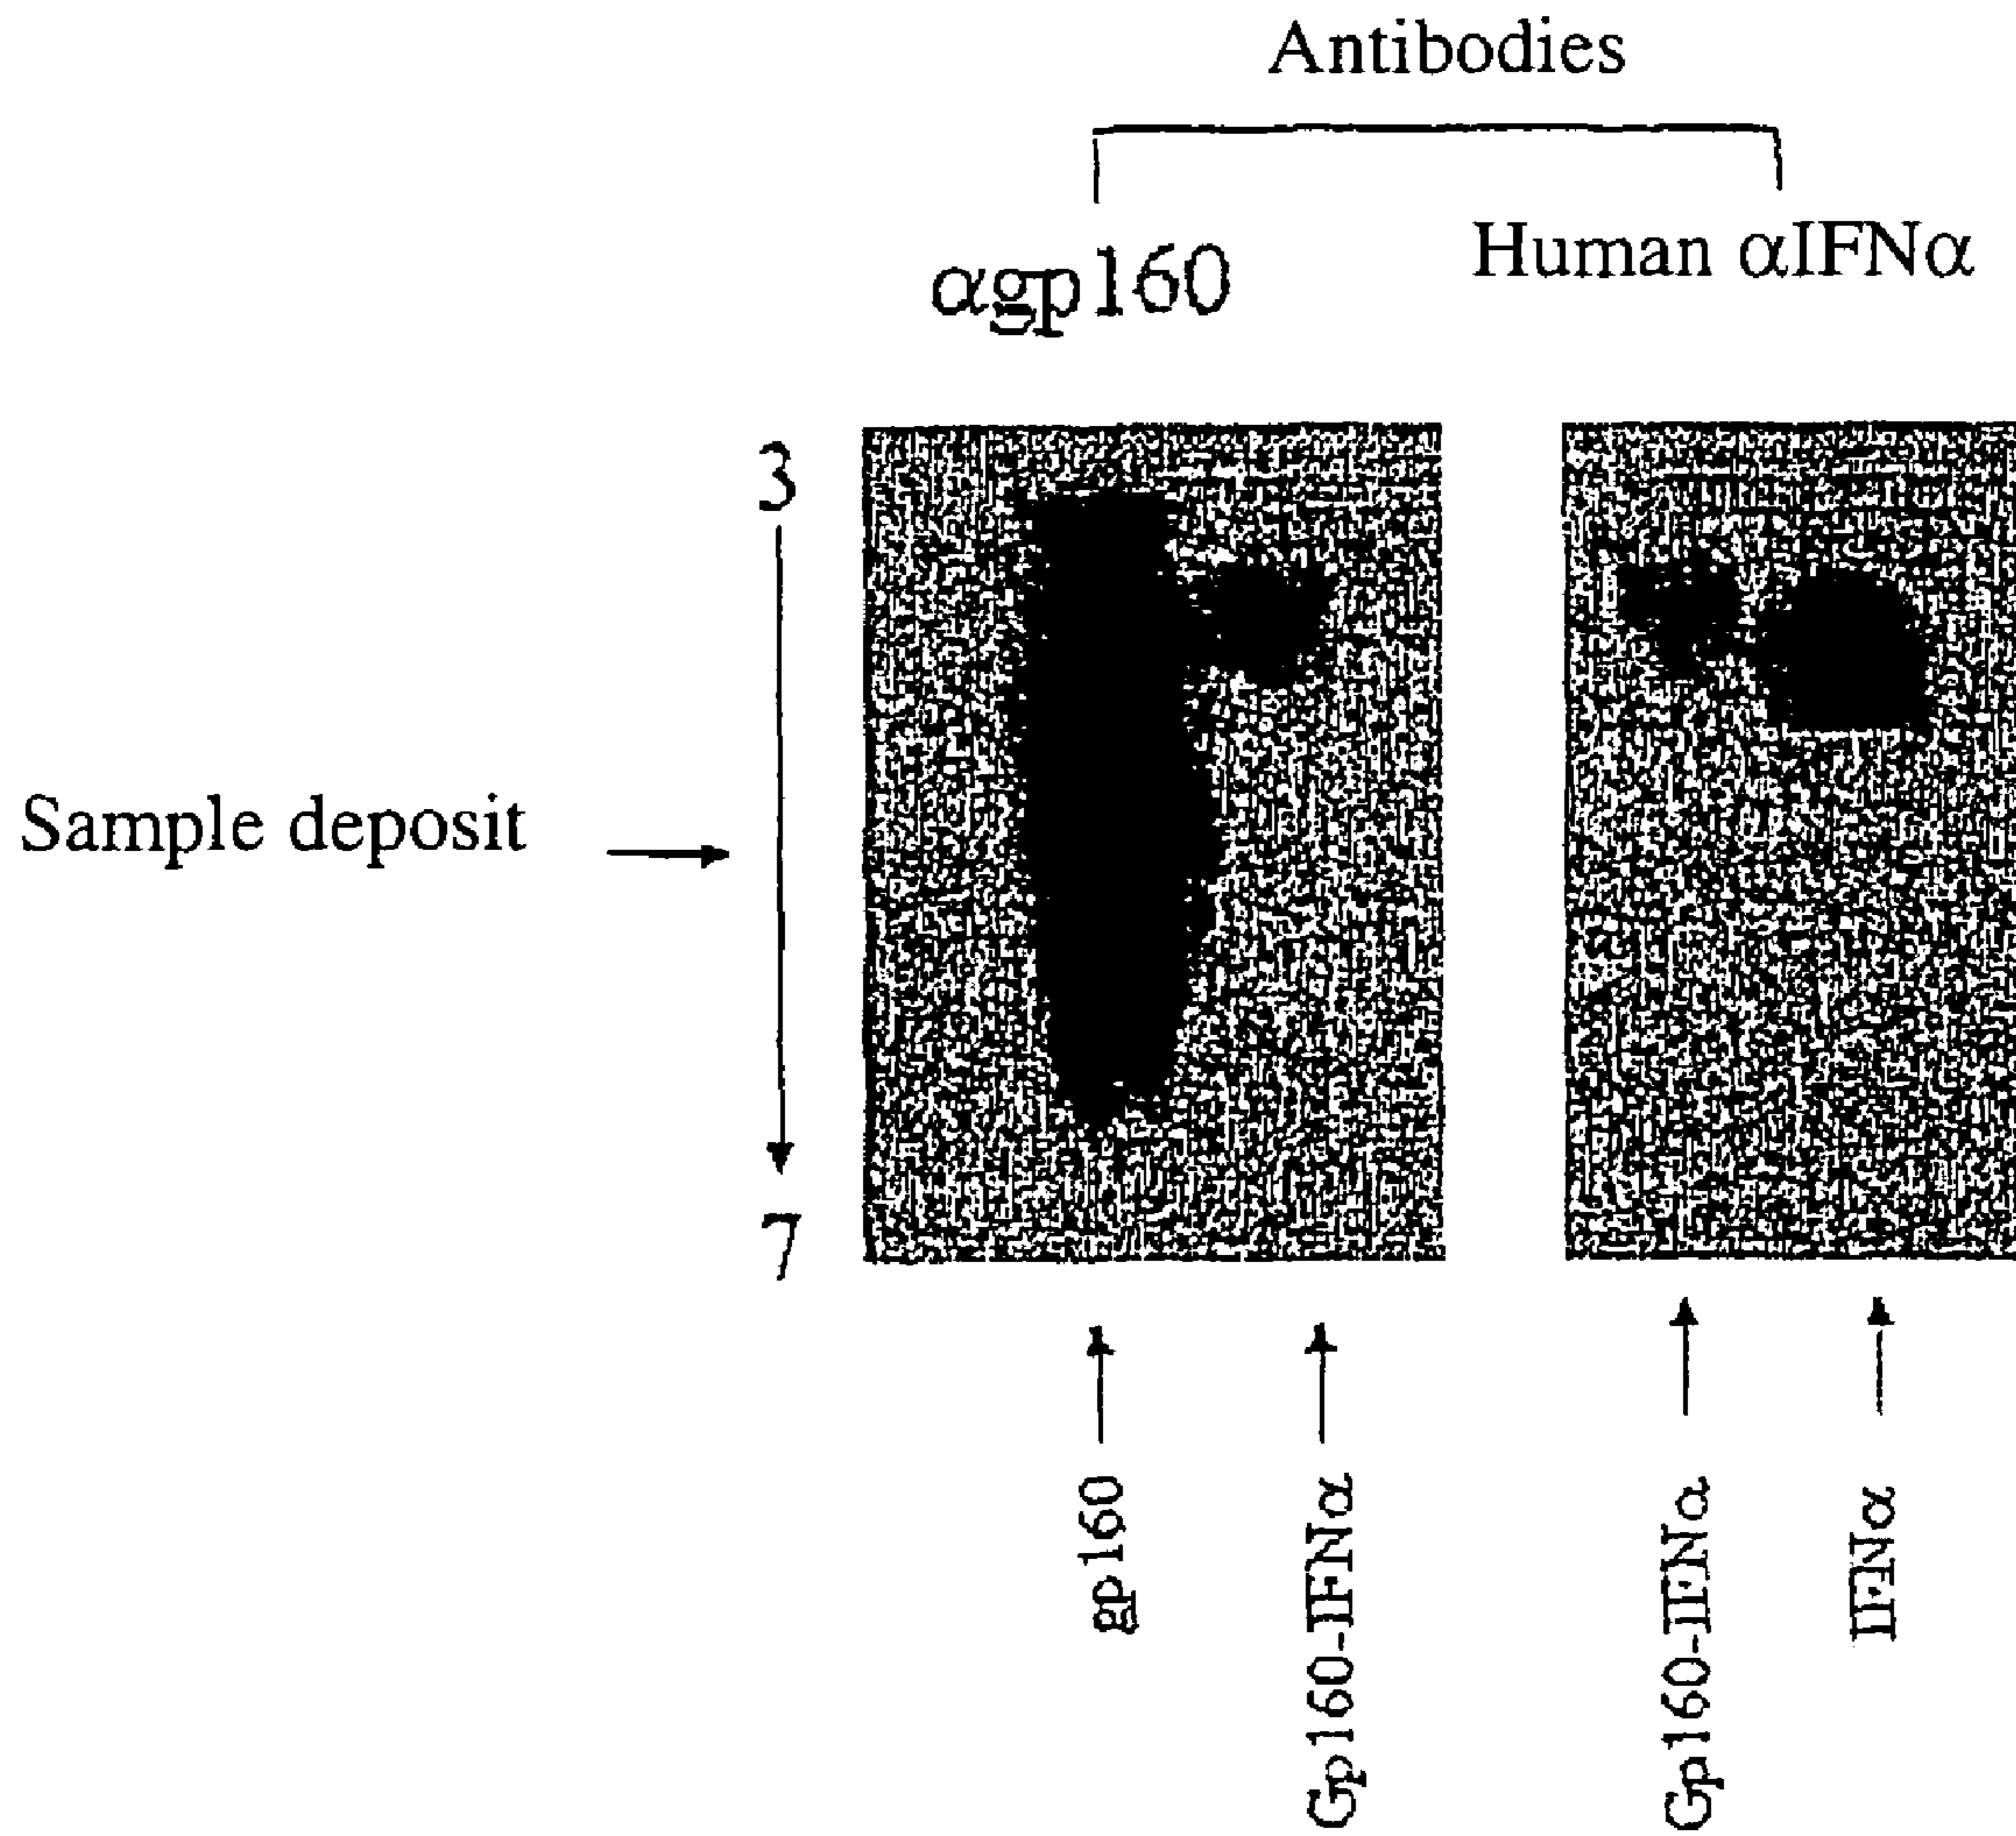 Antibodies
αgp160
Human αIFNα
3
Sample deposit
7
gp160
Gp160-IFNα
Gp160-IFNα
IFNα